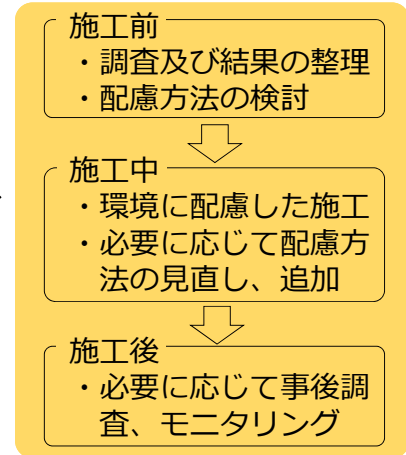 施工前
・調査及び結果の整理
・配慮方法の検討
施工中
・環境に配慮した施工
・必要に応じて配慮方
法の見直し、追加
施工後
・必要に応じて事後調
査、モニタリング